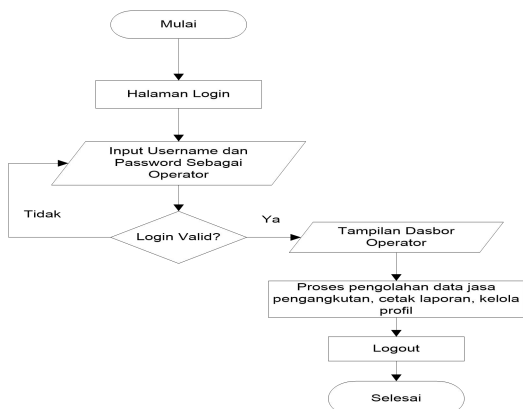 Mulai
Halaman Login
Input Username dan
Password Sebagai
Operator
Tidak
Login Valid?
Ya
Tampilan Dasbor
Operator
Proses pengolahan data jasa
pengangkutan, cetak laporan, kelola
profil
Logout
Selesai